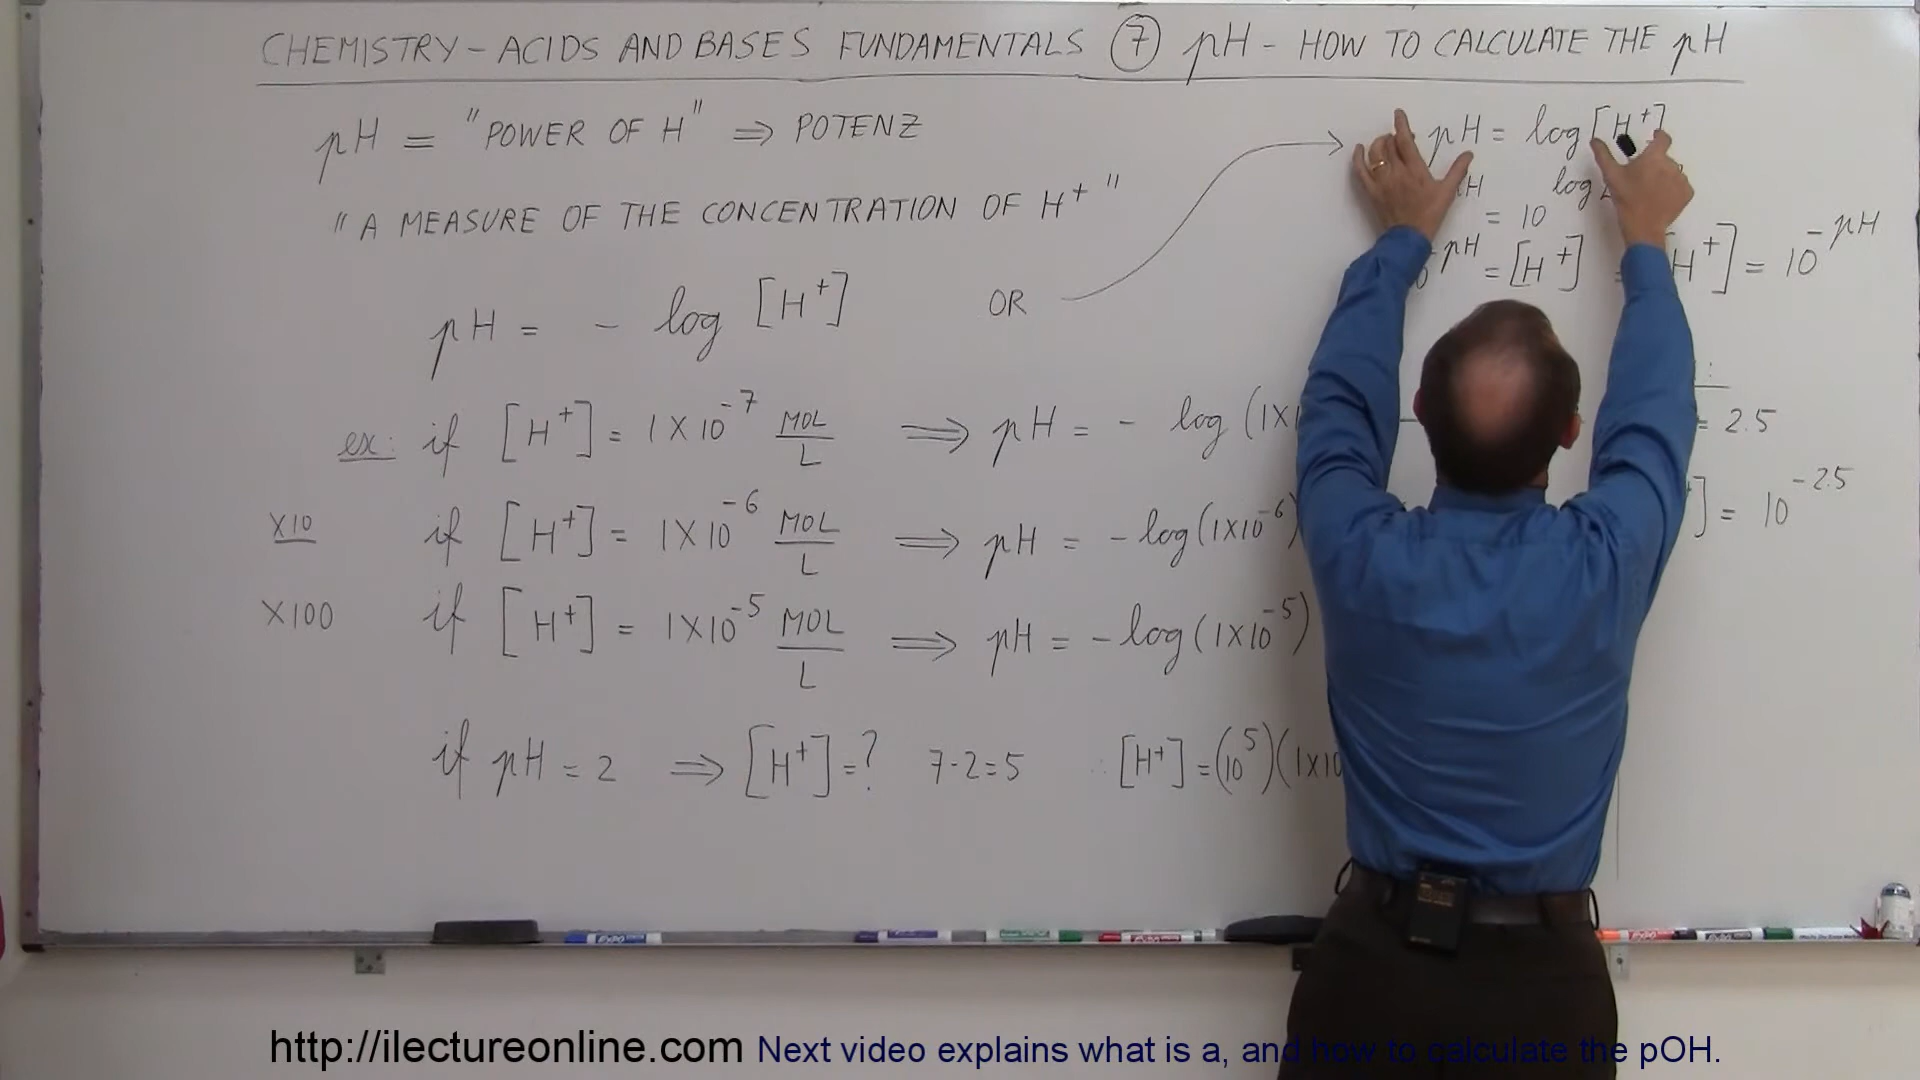 CHEMISTRY - ACIDS AND BASES FUNDAMENTALS ⑦ pH - HOW TO CALCULATE THE pH
pH = "POWER OF H" ⇒ POTENZ
"A MEASURE OF THE CONCENTRATION OF H⁺"
pH = - log [H⁺] OR
pH = log [H⁺]
= 10 log
pH = [H⁺] H⁺] = 10^-pH
ex: if [H⁺] = 1 X 10^-7 MOL/L ⇒ pH = - log (1X1
= 2.5
X10 if [H⁺] = 1 X 10^-6 MOL/L ⇒ pH = - log (1X10^-6)
] = 10^-2.5
X100 if [H⁺] = 1 X 10^-5 MOL/L ⇒ pH = - log (1X10^-5)
if pH = 2 ⇒ [H⁺] = ? 7-2=5 ∴ [H⁺] = (10^5)(1X10
http://ilectureonline.com Next video explains what is a, and how to calculate the pOH.